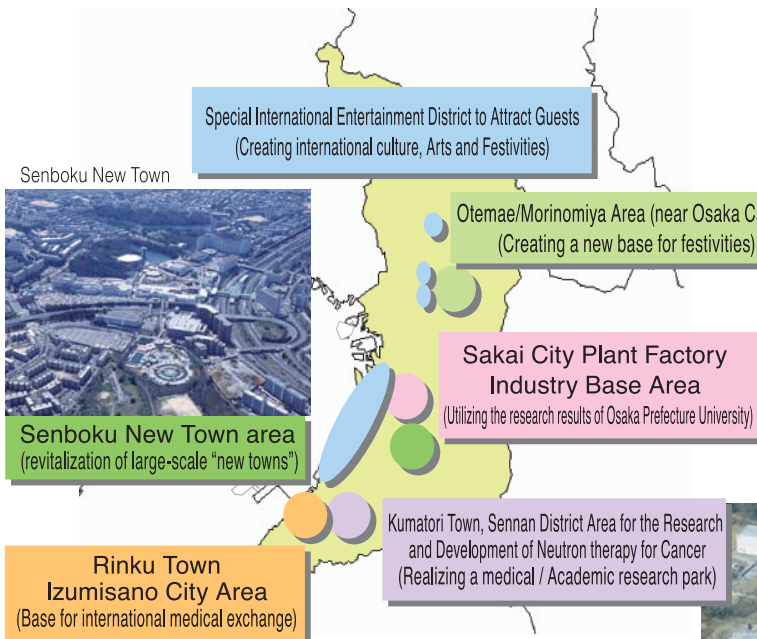 Special International Entertainment District to Attract Guests
(Creating international culture, Arts and Festivities)
Senboku New Town
Otemae/Morinomiya Area (near Osaka
(Creating a new base for festivities)
Sakai City Plant Factory
Industry Base Area
(Utilizing the research results of Osaka Prefecture University)
Senboku New Town area
(revitalization of large-scale “new towns”)
Kumatori Town, Sennan District Area for the Research
and Development of Neutron therapy for Cancer
(Realizing a medical / Academic research park)
Rinku Town
Izumisano City Area
(Base for international medical exchange)